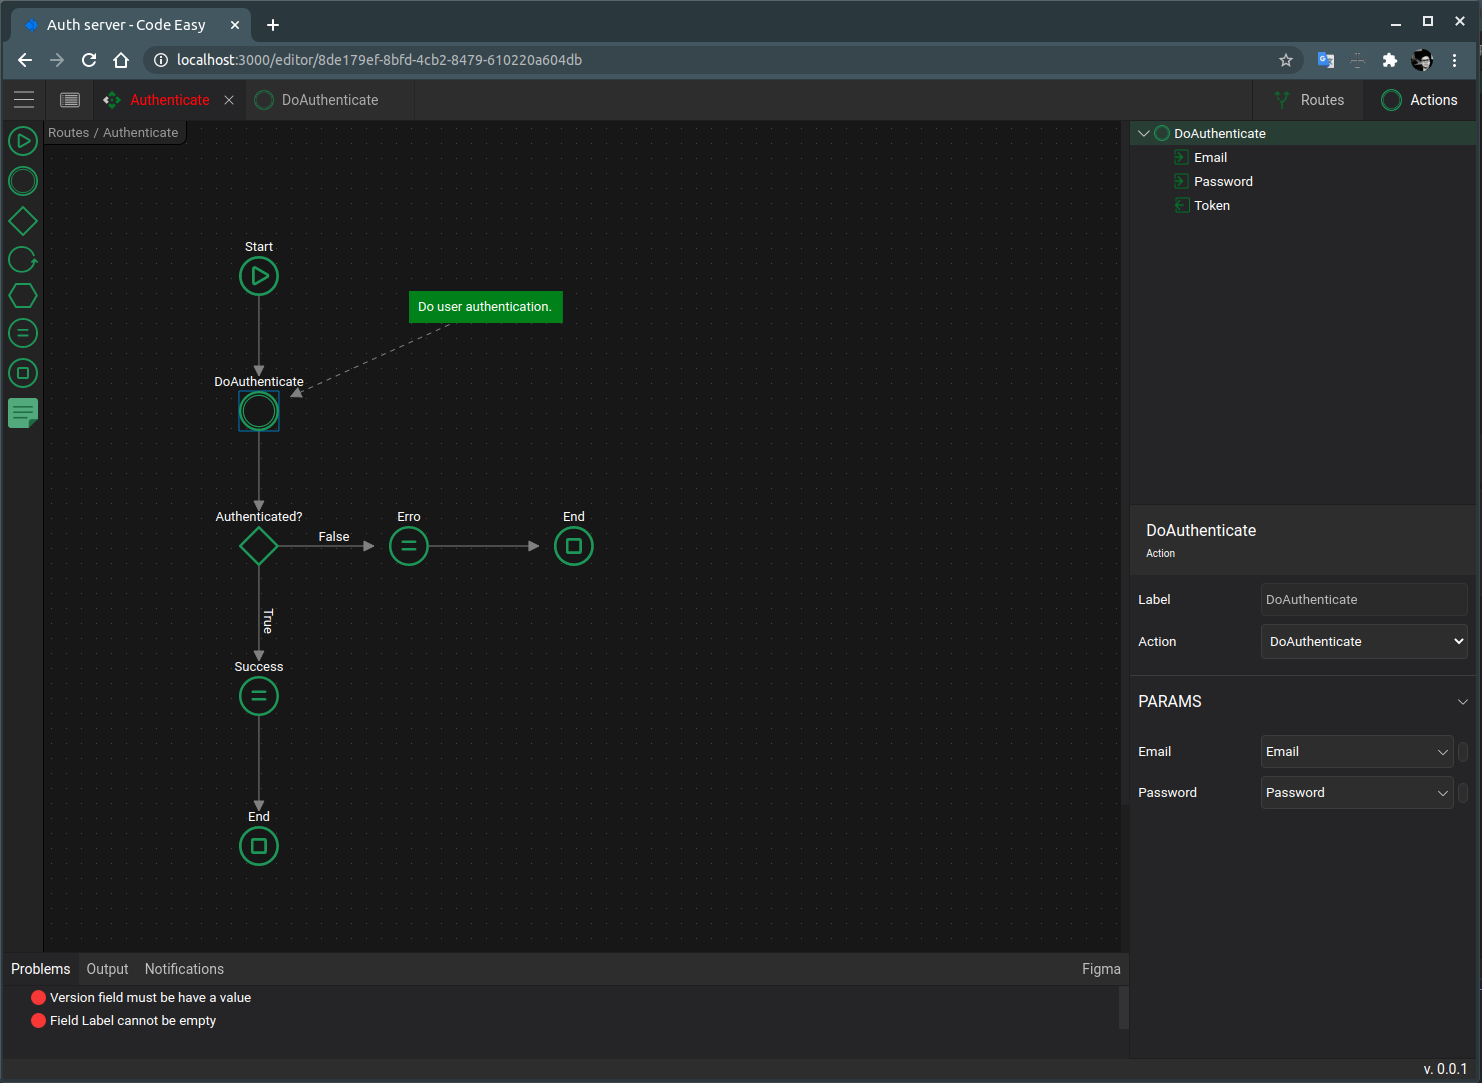 Auth server - Code Easy
localhost:3000/editor/8de179ef-8bfd-4cb2-8479-610220a604db
Authenticate
DoAuthenticate
Routes
Actions
Routes / Authenticate
Start
Do user authentication.
DoAuthenticate
Authenticated?
False
Erro
End
True
Success
End
DoAuthenticate
Email
Password
Token
DoAuthenticate
Action
Label DoAuthenticate
Action DoAuthenticate
PARAMS
Email Email
Password Password
Problems Output Notifications Figma
Version field must be have a value
Field Label cannot be empty
v. 0.0.1